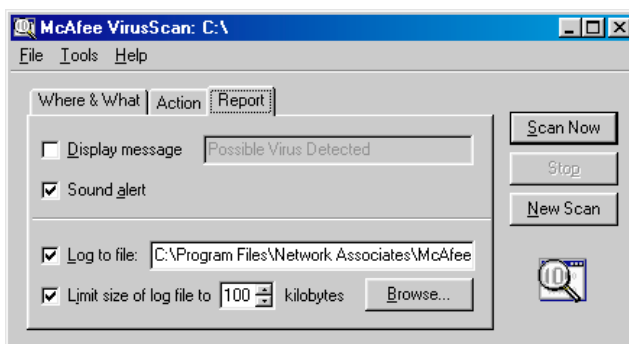 McAfee VirusScan: C:\
File Tools Help
Where & What Action Report
Display message Possible Virus Detected
Sound alert
Log to file: C:\Program Files\Network Associates\McAfee
Limit size of log file to 100 kilobytes Browse...
Scan Now
Stop
New Scan